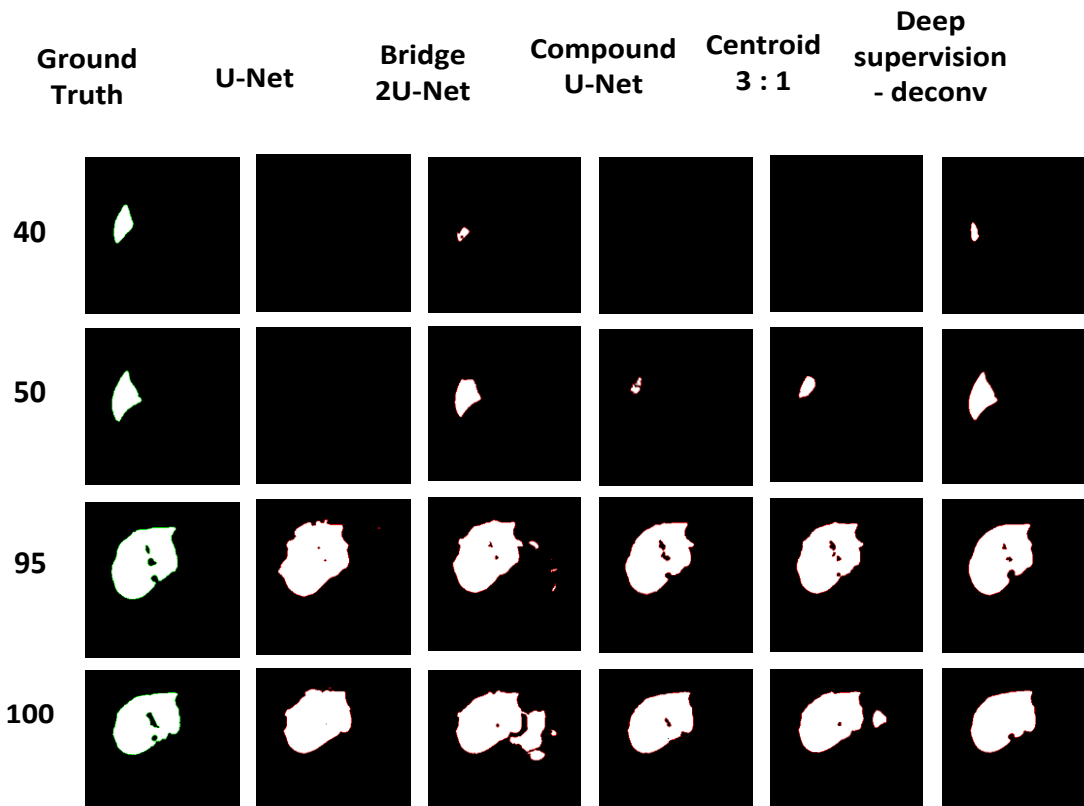 Ground
Truth
U-Net
Bridge
2U-Net
Compound
U-Net
Centroid
3 : 1
Deep
supervision
- deconv
40
50
95
100